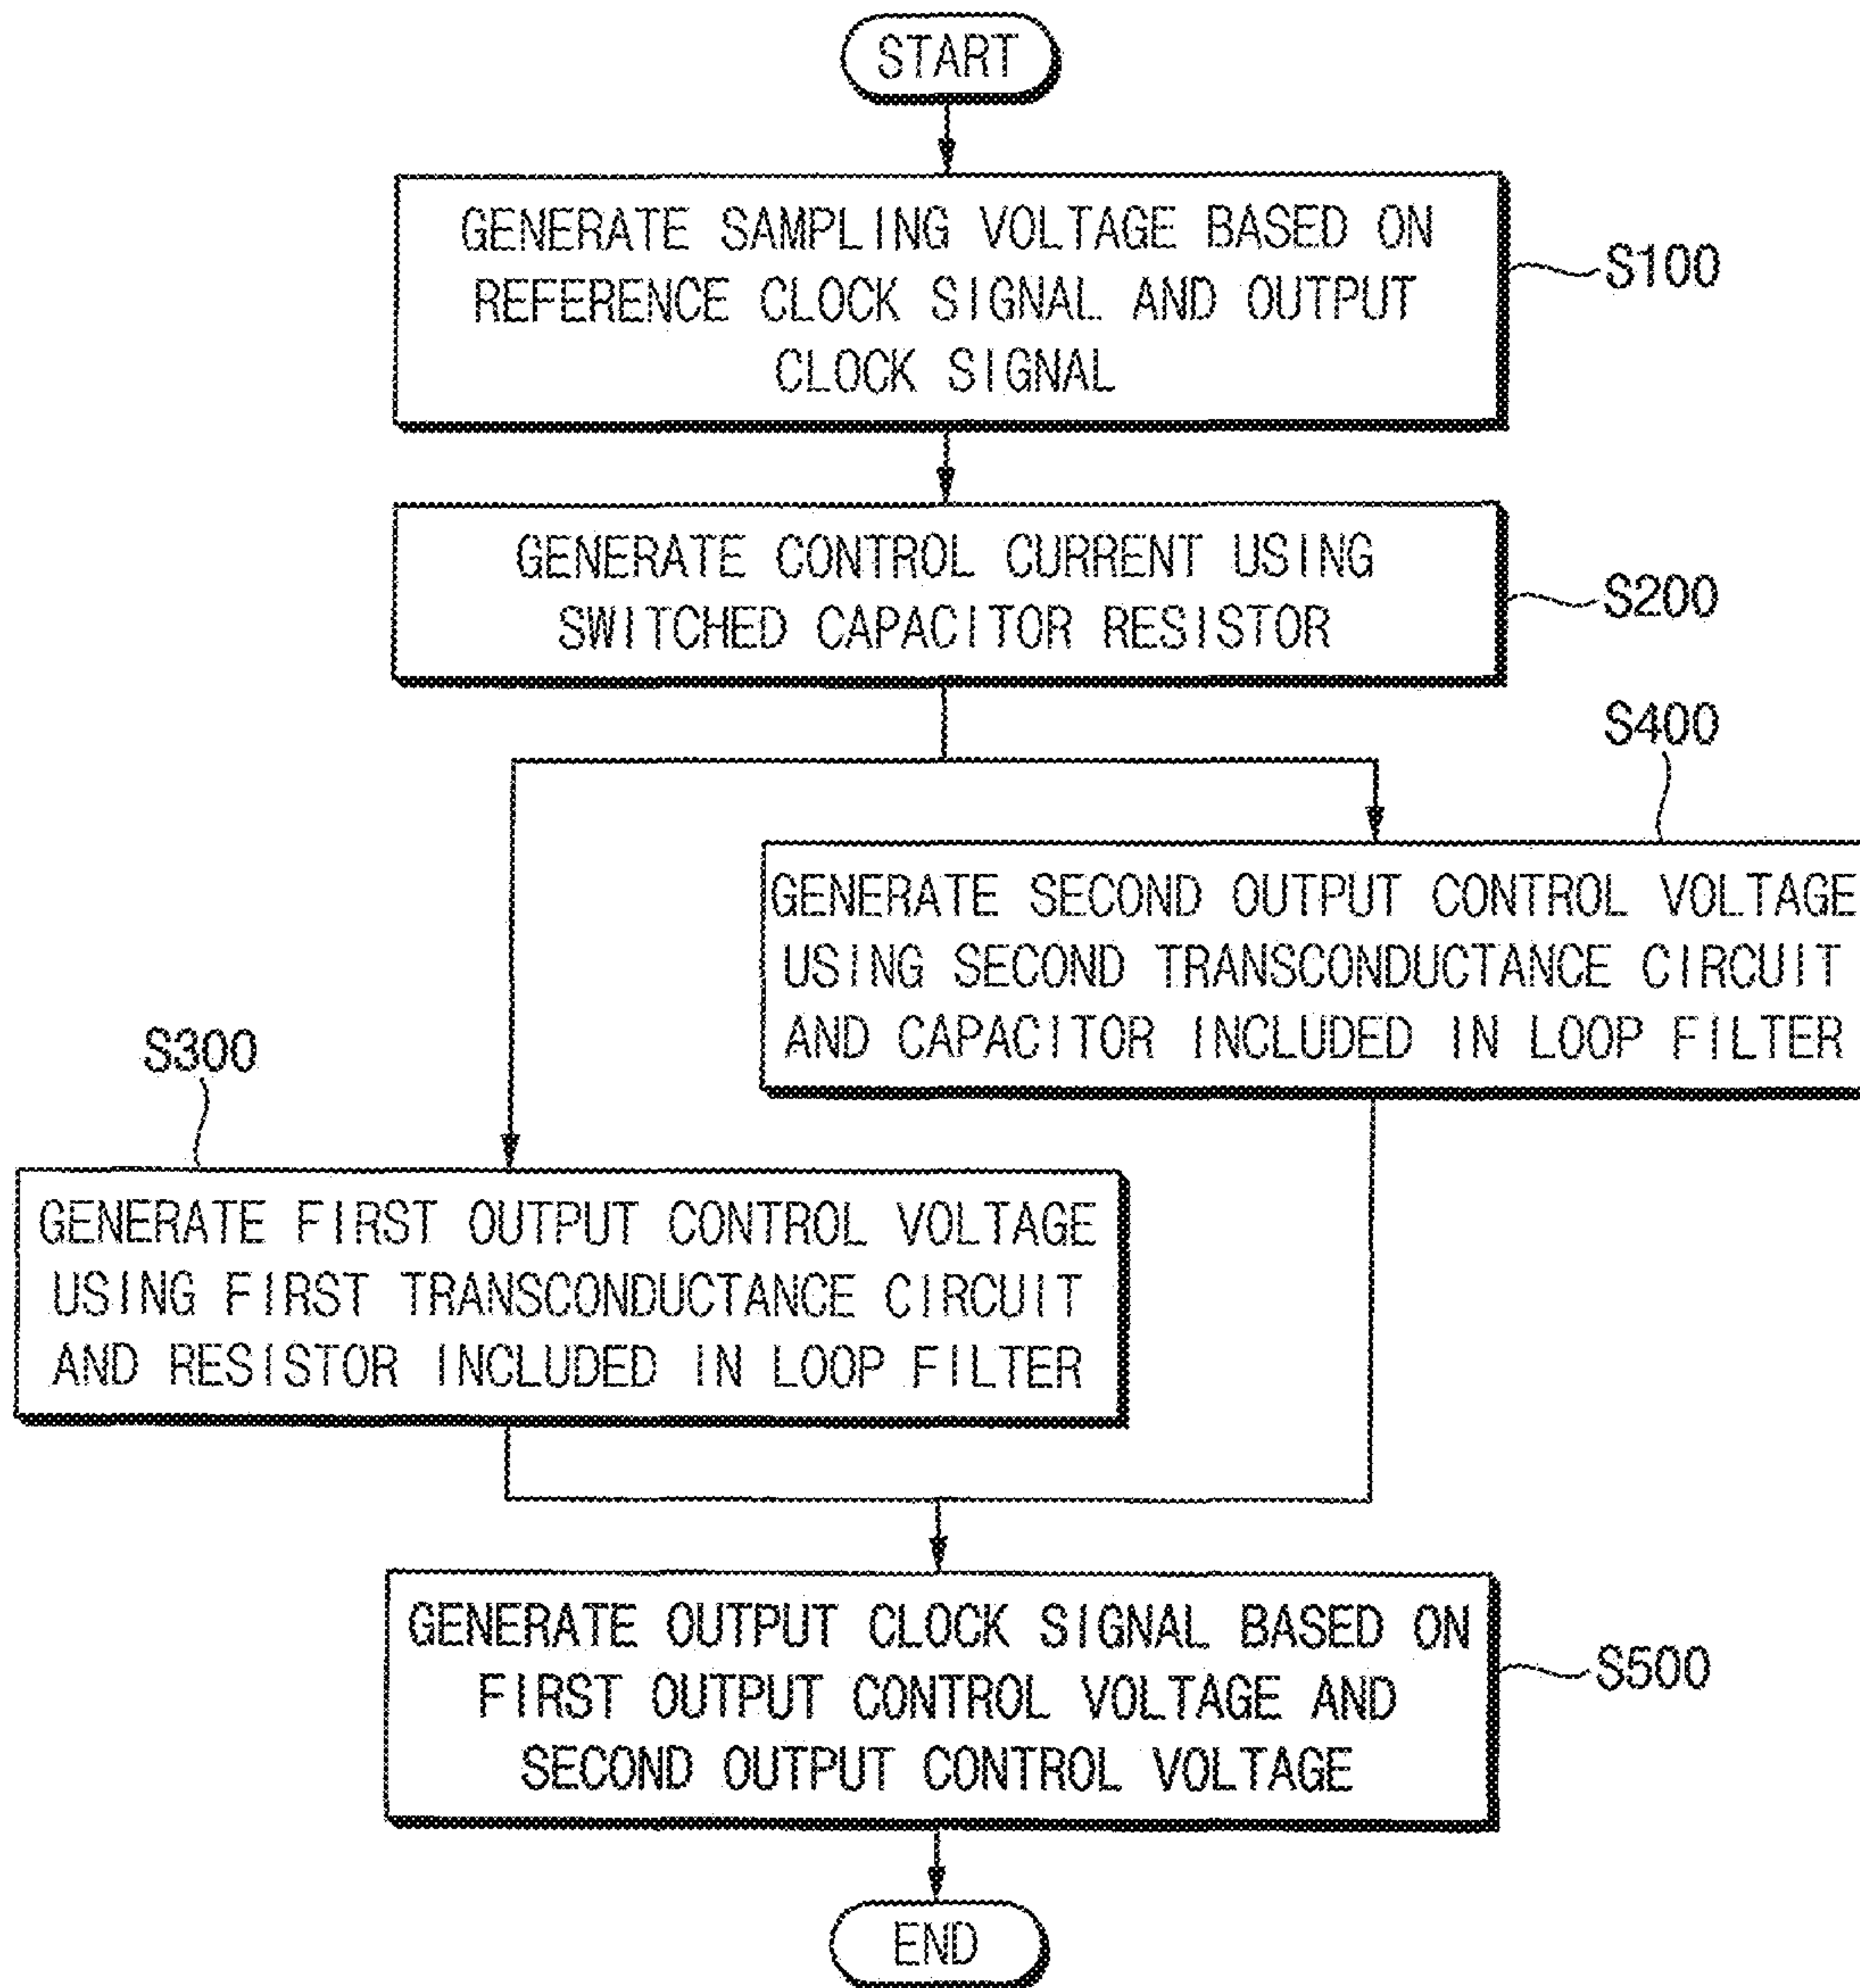 START
GENERATE SAMPLING VOLTAGE BASED ON
REFERENCE CLOCK SIGNAL AND OUTPUT
CLOCK SIGNAL
S100
GENERATE CONTROL CURRENT USING
SWITCHED CAPACITOR RESISTOR
S200
S400
GENERATE SECOND OUTPUT CONTROL VOLTAGE
USING SECOND TRANSCONDUCTANCE CIRCUIT
AND CAPACITOR INCLUDED IN LOOP FILTER
S300
GENERATE FIRST OUTPUT CONTROL VOLTAGE
USING FIRST TRANSCONDUCTANCE CIRCUIT
AND RESISTOR INCLUDED IN LOOP FILTER
GENERATE OUTPUT CLOCK SIGNAL BASED ON
FIRST OUTPUT CONTROL VOLTAGE AND
SECOND OUTPUT CONTROL VOLTAGE
S500
END